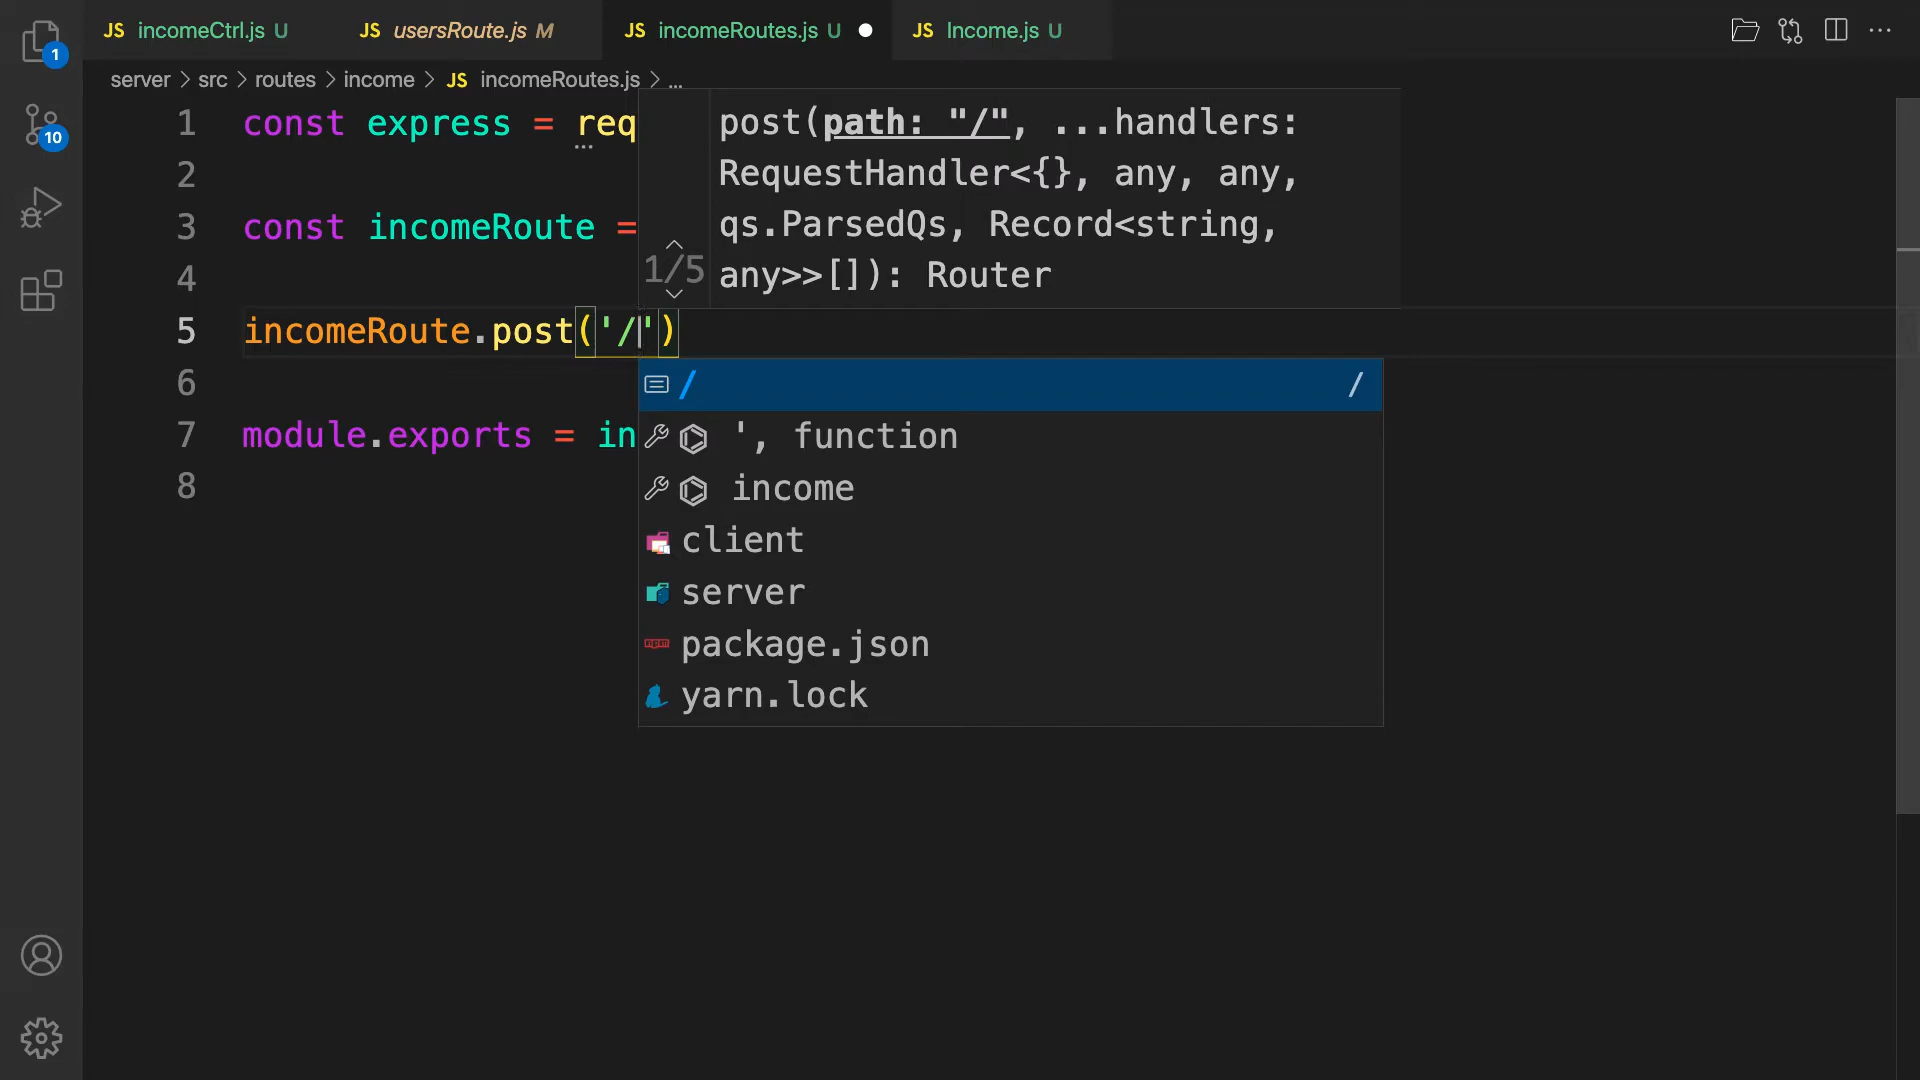 JS incomeCtrl.js U JS usersRoute.js M JS incomeRoutes.js U JS Income.js U
1
10
server > src > routes > income > JS incomeRoutes.js > ...
1 const express = req
2
3 const incomeRoute =
4
5 incomeRoute.post('/')
6
7 module.exports = in
8
post(path: "/", ...handlers:
RequestHandler<{}, any, any,
qs.ParsedQs, Record<string,
any>>[]): Router
1/5
/ /
', function
income
client
server
package.json
yarn.lock